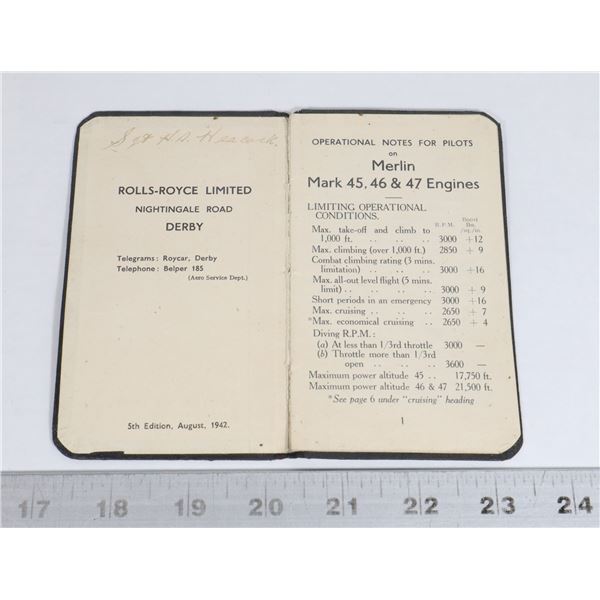 Sgt H.A. Heacock.
ROLLS-ROYCE LIMITED
NIGHTINGALE ROAD
DERBY
Telegrams: Roycar, Derby
Telephone: Belper 185
(Aero Service Dept.)
5th Edition, August, 1942.
OPERATIONAL NOTES FOR PILOTS
on
Merlin
Mark 45, 46 & 47 Engines
LIMITING OPERATIONAL
CONDITIONS.
R.P.M. Boost lbs. /sq./in.
Max. take-off and climb to
1,000 ft. .. .. .. 3000 +12
Max. climbing (over 1,000 ft.) 2850 + 9
Combat climbing rating (3 mins.
limitation) .. .. .. 3000 +16
Max. all-out level flight (5 mins.
limit) .. .. .. .. 3000 + 9
Short periods in an emergency 3000 +16
Max. cruising .. .. .. 2650 + 7
*Max. economical cruising .. 2650 + 4
Diving R.P.M.:
(a) At less than 1/3rd throttle 3000 —
(b) Throttle more than 1/3rd
open .. .. .. .. 3600 —
Maximum power altitude 45 .. 17,750 ft.
Maximum power altitude 46 & 47 21,500 ft.
*See page 6 under "cruising" heading
1
17 18 19 20 21 22 23 24